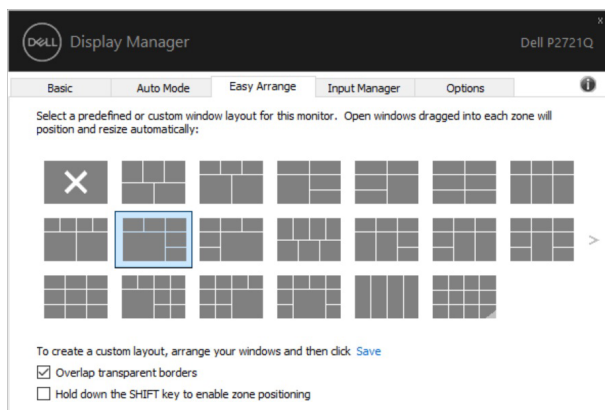 x
DELL Display Manager Dell P2721Q
Basic Auto Mode Easy Arrange Input Manager Options i
Select a predefined or custom window layout for this monitor. Open windows dragged into each zone will
position and resize automatically:
>
To create a custom layout, arrange your windows and then click Save
Overlap transparent borders
Hold down the SHIFT key to enable zone positioning